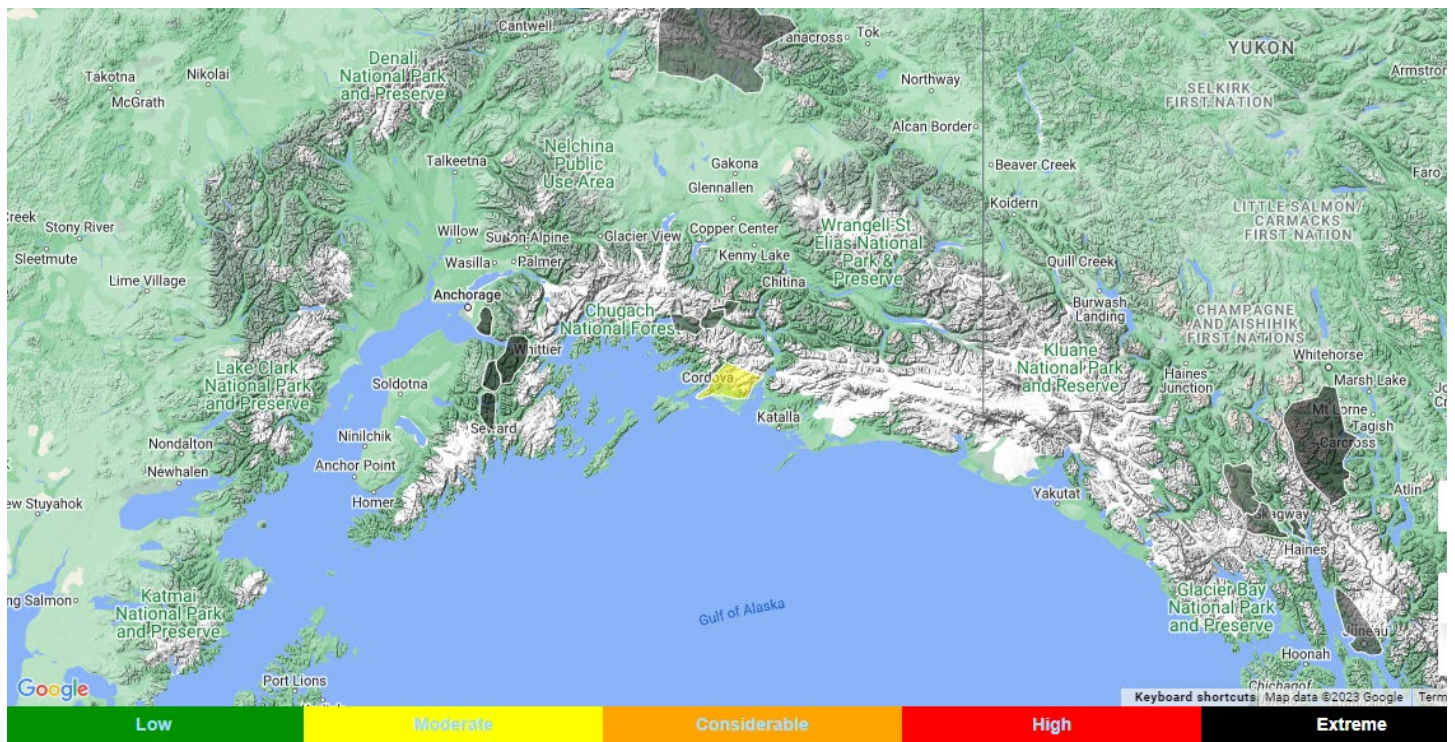 Cantwell
anacross
Tok
YUKON
Denali
National Park
and Preserve
Takotna
Nikolai
McGrath
Northway
Armstron
SELKIRK
FIRST NATION
Alcan Border
Nelchina
Public
Use Area
Talkeetna
Gakona
Beaver Creek
Glennallen
Faro
Koidern
Creek
Stony River
LITTLE SALMON/
CARMACKS
FIRST NATION
Willow
Sutton-Alpine
Glacier View
Copper Center
Wrangell-St.
Elias National
Park &
Preserve
Sleetmute
Wasilla
Palmer
Kenny Lake
Quill Creek
Lime Village
Chitina
Anchorage
Burwash
Landing
Chugach
National Fores
CHAMPAGNE
AND AISHIHIK
FIRST NATIONS
Whittier
Kluane
National Park
and Reserve
Whitehorse
Lake Clark
National Park
and Preserve
Soldotna
Cordova
Haines
Junction
Marsh Lake
Mt Lorne
Tagish
Katalla
Carcross
Ninilchik
Seward
Nondalton
Newhalen
Anchor Point
Homer
Yakutat
Atlin
ew Stuyahok
Skagway
Haines
Katmai
National Park
and Preserve
ng Salmon
Gulf of Alaska
Glacier Bay
National Park
and Preserve
Juneau
Hoonah
Port Lions
Chichagof
Google
Keyboard shortcuts
Map data ©2023 Google
Term
Low
Moderate
Considerable
High
Extreme